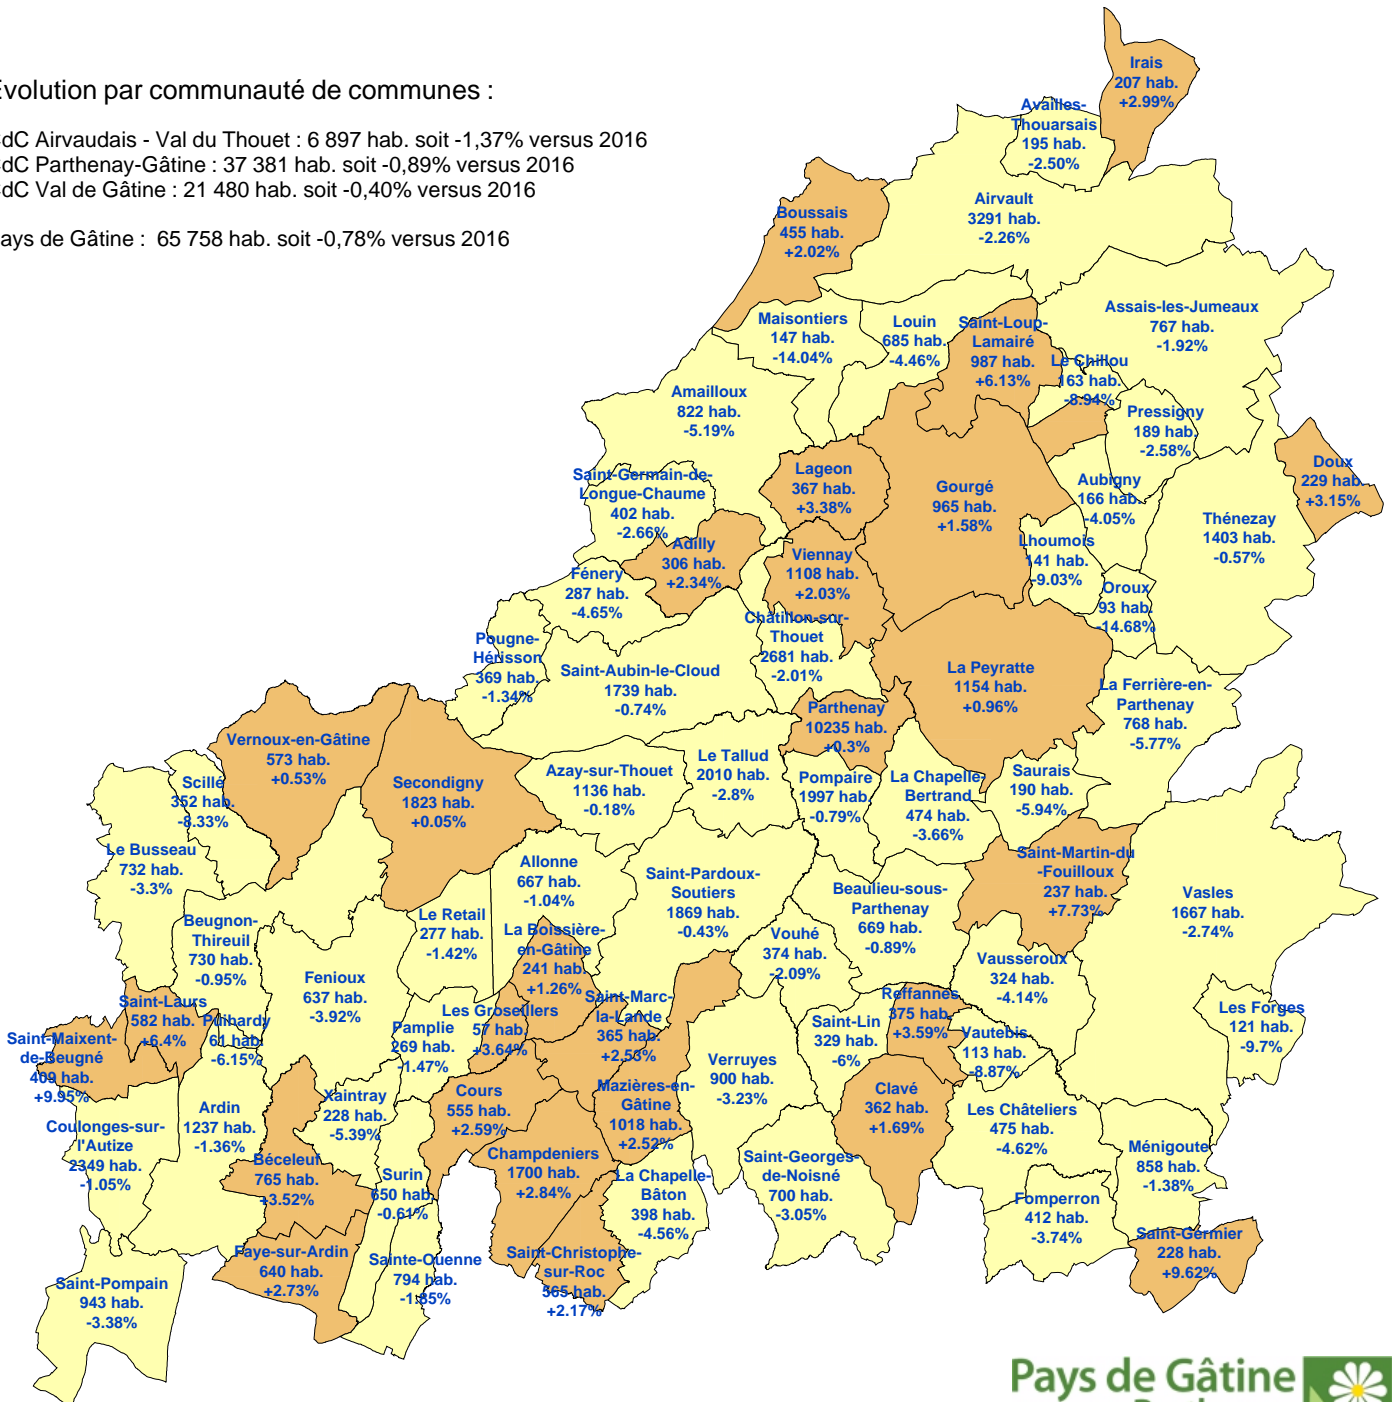 Evolution par communauté de communes :
CdC Airvaudais - Val du Thouet : 6 897 hab. soit -1,37% versus 2016
CdC Parthenay-Gâtine : 37 381 hab. soit -0,89% versus 2016
CdC Val de Gâtine : 21 480 hab. soit -0,40% versus 2016
Pays de Gâtine : 65 758 hab. soit -0,78% versus 2016
Irais
207 hab.
+2.99%
Availles-
Thouarsais
195 hab.
-2.50%
Airvault
3291 hab.
-2.26%
Boussais
455 hab.
+2.02%
Assais-les-Jumeaux
767 hab.
-1.92%
Maisontiers
147 hab.
-14.04%
Louin
685 hab.
-4.46%
Saint-Loup-
Lamairé
987 hab.
+6.13%
Le Chillou
163 hab.
-8.94%
Amailloux
822 hab.
-5.19%
Pressigny
189 hab.
-2.58%
Doux
229 hab.
+3.15%
Saint-Germain-de-
Longue-Chaume
402 hab.
-2.66%
Lageon
367 hab.
+3.38%
Gourgé
965 hab.
+1.58%
Aubigny
166 hab.
-4.05%
Thénezay
1403 hab.
-0.57%
Adilly
306 hab.
+2.34%
Viennay
1108 hab.
+2.03%
Lhoumois
141 hab.
-9.03%
Fénery
287 hab.
-4.65%
Oroux
93 hab.
-14.68%
Châtillon-sur-
Thouet
2681 hab.
-2.01%
Pougne-
Hérisson
369 hab.
-1.34%
Saint-Aubin-le-Cloud
1739 hab.
-0.74%
La Peyratte
1154 hab.
+0.96%
La Ferrière-en-
Parthenay
768 hab.
-5.77%
Parthenay
10235 hab.
+0.3%
Vernoux-en-Gâtine
573 hab.
+0.53%
Scillé
352 hab.
-8.33%
Secondigny
1823 hab.
+0.05%
Azay-sur-Thouet
1136 hab.
-0.18%
Le Tallud
2010 hab.
-2.8%
Pompaire
1997 hab.
-0.79%
La Chapelle-
Bertrand
474 hab.
-3.66%
Saurais
190 hab.
-5.94%
Le Busseau
732 hab.
-3.3%
Allonne
667 hab.
-1.04%
Saint-Pardoux-
Soutiers
1869 hab.
-0.43%
Beaulieu-sous-
Parthenay
669 hab.
-0.89%
Saint-Martin-du
-Fouilloux
237 hab.
+7.73%
Vasles
1667 hab.
-2.74%
Beugnon-
Thireuil
730 hab.
-0.95%
Le Retail
277 hab.
-1.42%
La Boissière-
en-Gâtine
241 hab.
+1.26%
Vouhé
374 hab.
-2.09%
Fenioux
637 hab.
-3.92%
Vausseroux
324 hab.
-4.14%
Saint-Laurs
582 hab.
+6.4%
Puihardy
61 hab.
-6.15%
Pamplie
269 hab.
-1.47%
Les Groseillers
57 hab.
+3.64%
Saint-Marc-
la-Lande
365 hab.
+2.53%
Reffannes
375 hab.
+3.59%
Les Forges
121 hab.
-9.7%
Saint-Maixent-
de-Beugné
409 hab.
+9.95%
Saint-Lin
329 hab.
-6%
Vautebis
113 hab.
-8.87%
Verruyes
900 hab.
-3.23%
Xaintray
228 hab.
-5.39%
Cours
555 hab.
+2.59%
Mazières-en-
Gâtine
1018 hab.
+2.52%
Clavé
362 hab.
+1.69%
Ardin
1237 hab.
-1.36%
Les Châteliers
475 hab.
-4.62%
Coulonges-sur-
l'Autize
2349 hab.
-1.05%
Béceleuf
765 hab.
+3.52%
Champdeniers
1700 hab.
+2.84%
Saint-Georges-
de-Noisné
700 hab.
-3.05%
Ménigoute
858 hab.
-1.38%
Surin
650 hab.
-0.61%
La Chapelle-
Bâton
398 hab.
-4.56%
Fomperron
412 hab.
-3.74%
Faye-sur-Ardin
640 hab.
+2.73%
Sainte-Ouenne
794 hab.
-1.85%
Saint-Christophe-
sur-Roc
565 hab.
+2.17%
Saint-Germier
228 hab.
+9.62%
Saint-Pompain
943 hab.
-3.38%
Pays de Gâtine